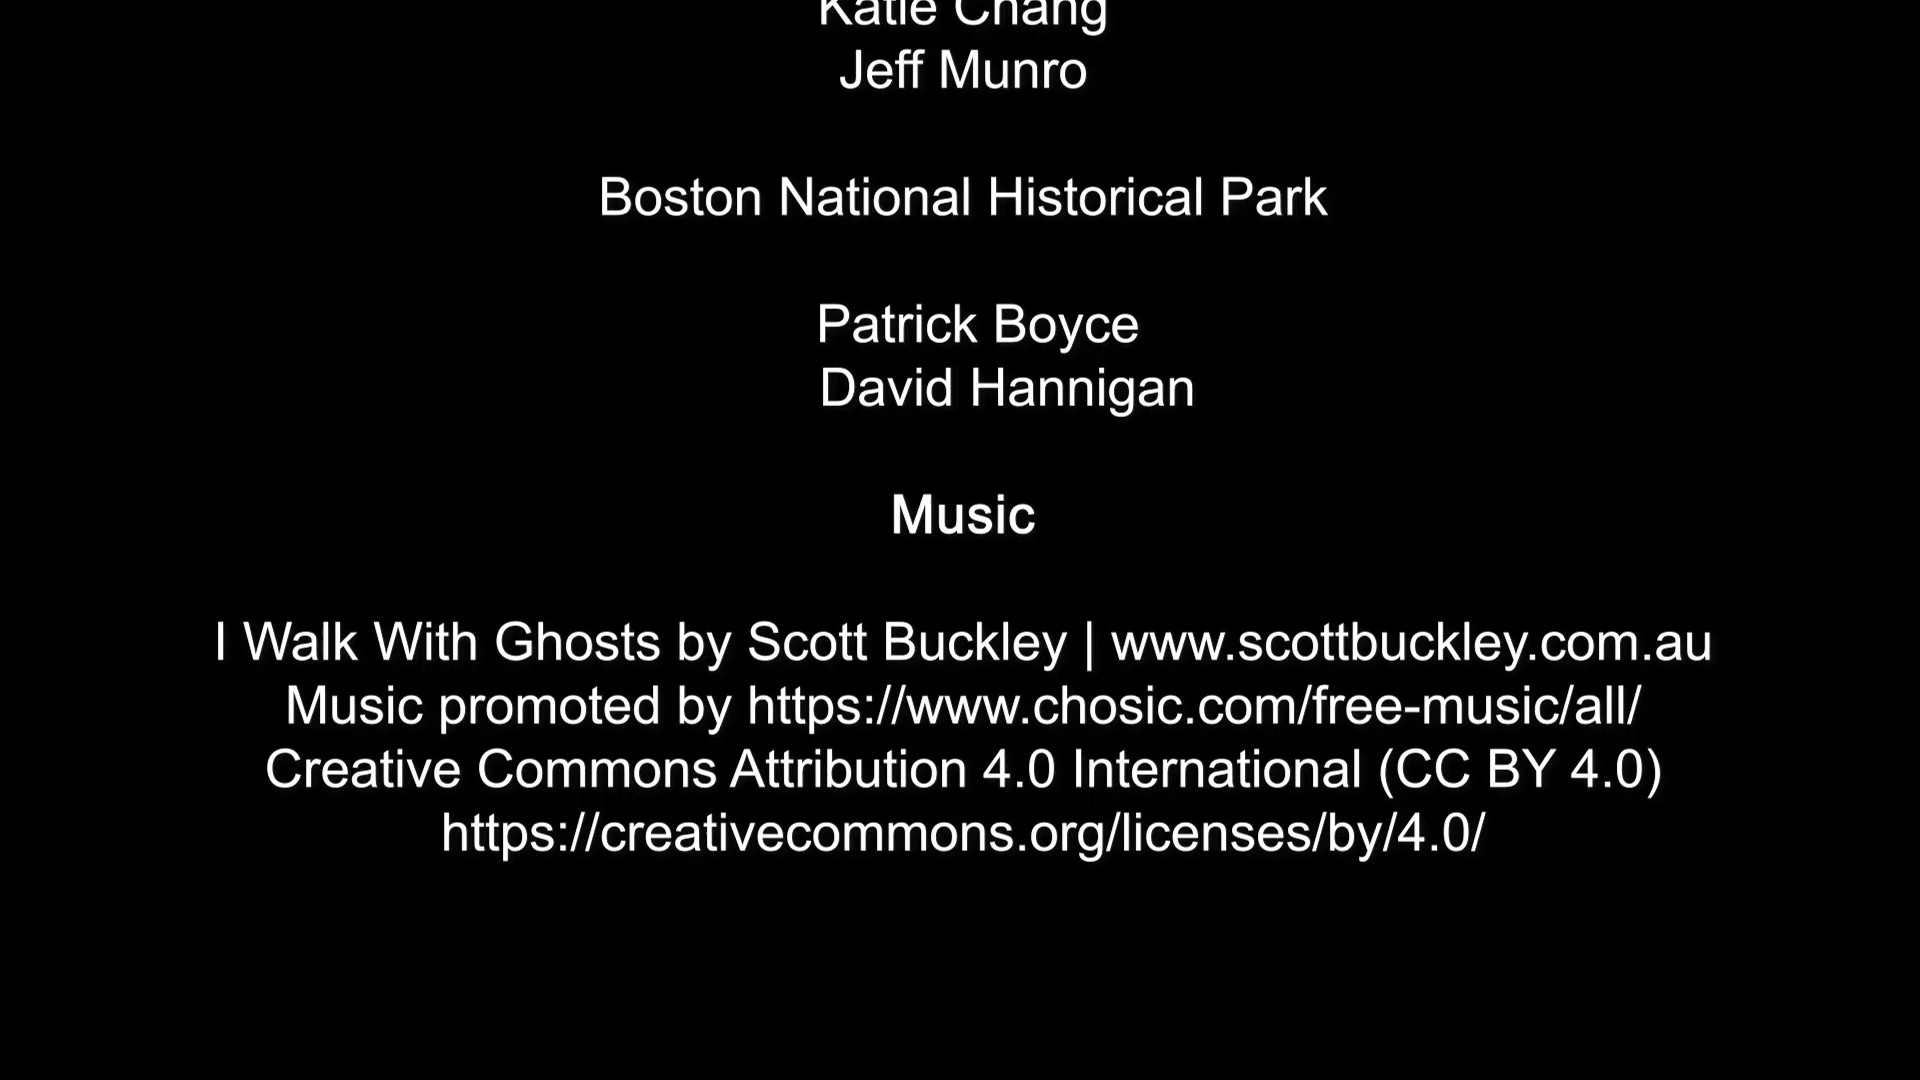 Katie Chang
Jeff Munro
Boston National Historical Park
Patrick Boyce
David Hannigan
Music
I Walk With Ghosts by Scott Buckley | www.scottbuckley.com.au
Music promoted by https://www.chosic.com/free-music/all/
Creative Commons Attribution 4.0 International (CC BY 4.0)
https://creativecommons.org/licenses/by/4.0/